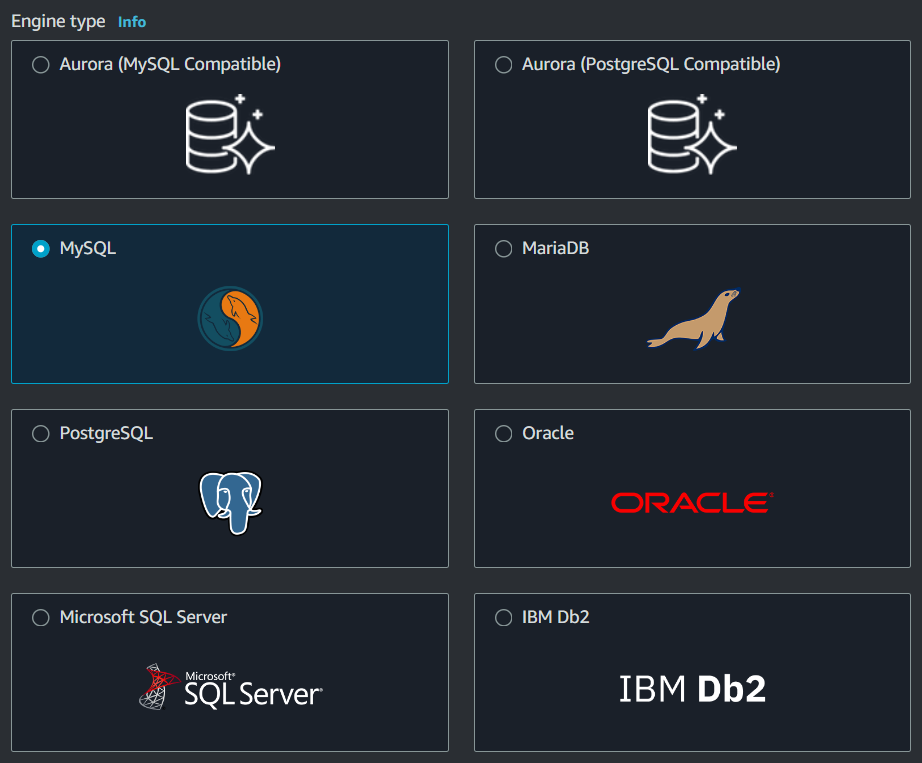 Engine type Info
Aurora (MySQL Compatible)
Aurora (PostgreSQL Compatible)
MySQL
MariaDB
PostgreSQL
Oracle
ORACLE
Microsoft SQL Server
Microsoft®
SQL Server®
IBM Db2
IBM Db2